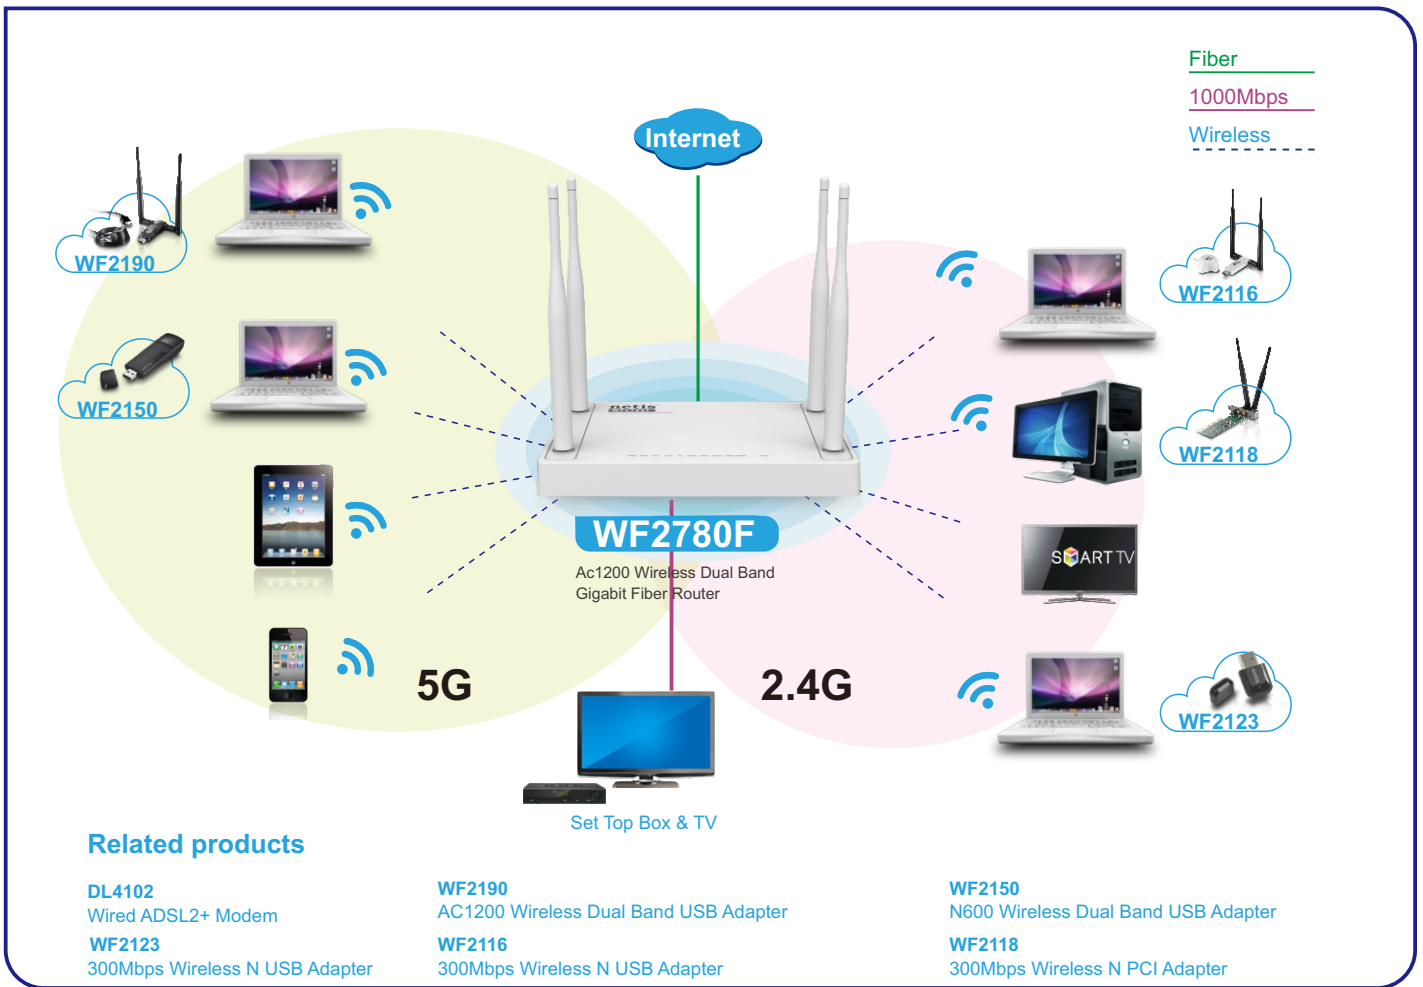 Fiber
1000Mbps
Wireless
Internet
WF2190
WF2116
WF2150
WF2118
netis
SMART TV
WF2780F
Ac1200 Wireless Dual Band
Gigabit Fiber Router
5G
2.4G
WF2123
Set Top Box & TV
Related products
DL4102
Wired ADSL2+ Modem
WF2123
300Mbps Wireless N USB Adapter
WF2190
AC1200 Wireless Dual Band USB Adapter
WF2116
300Mbps Wireless N USB Adapter
WF2150
N600 Wireless Dual Band USB Adapter
WF2118
300Mbps Wireless N PCI Adapter